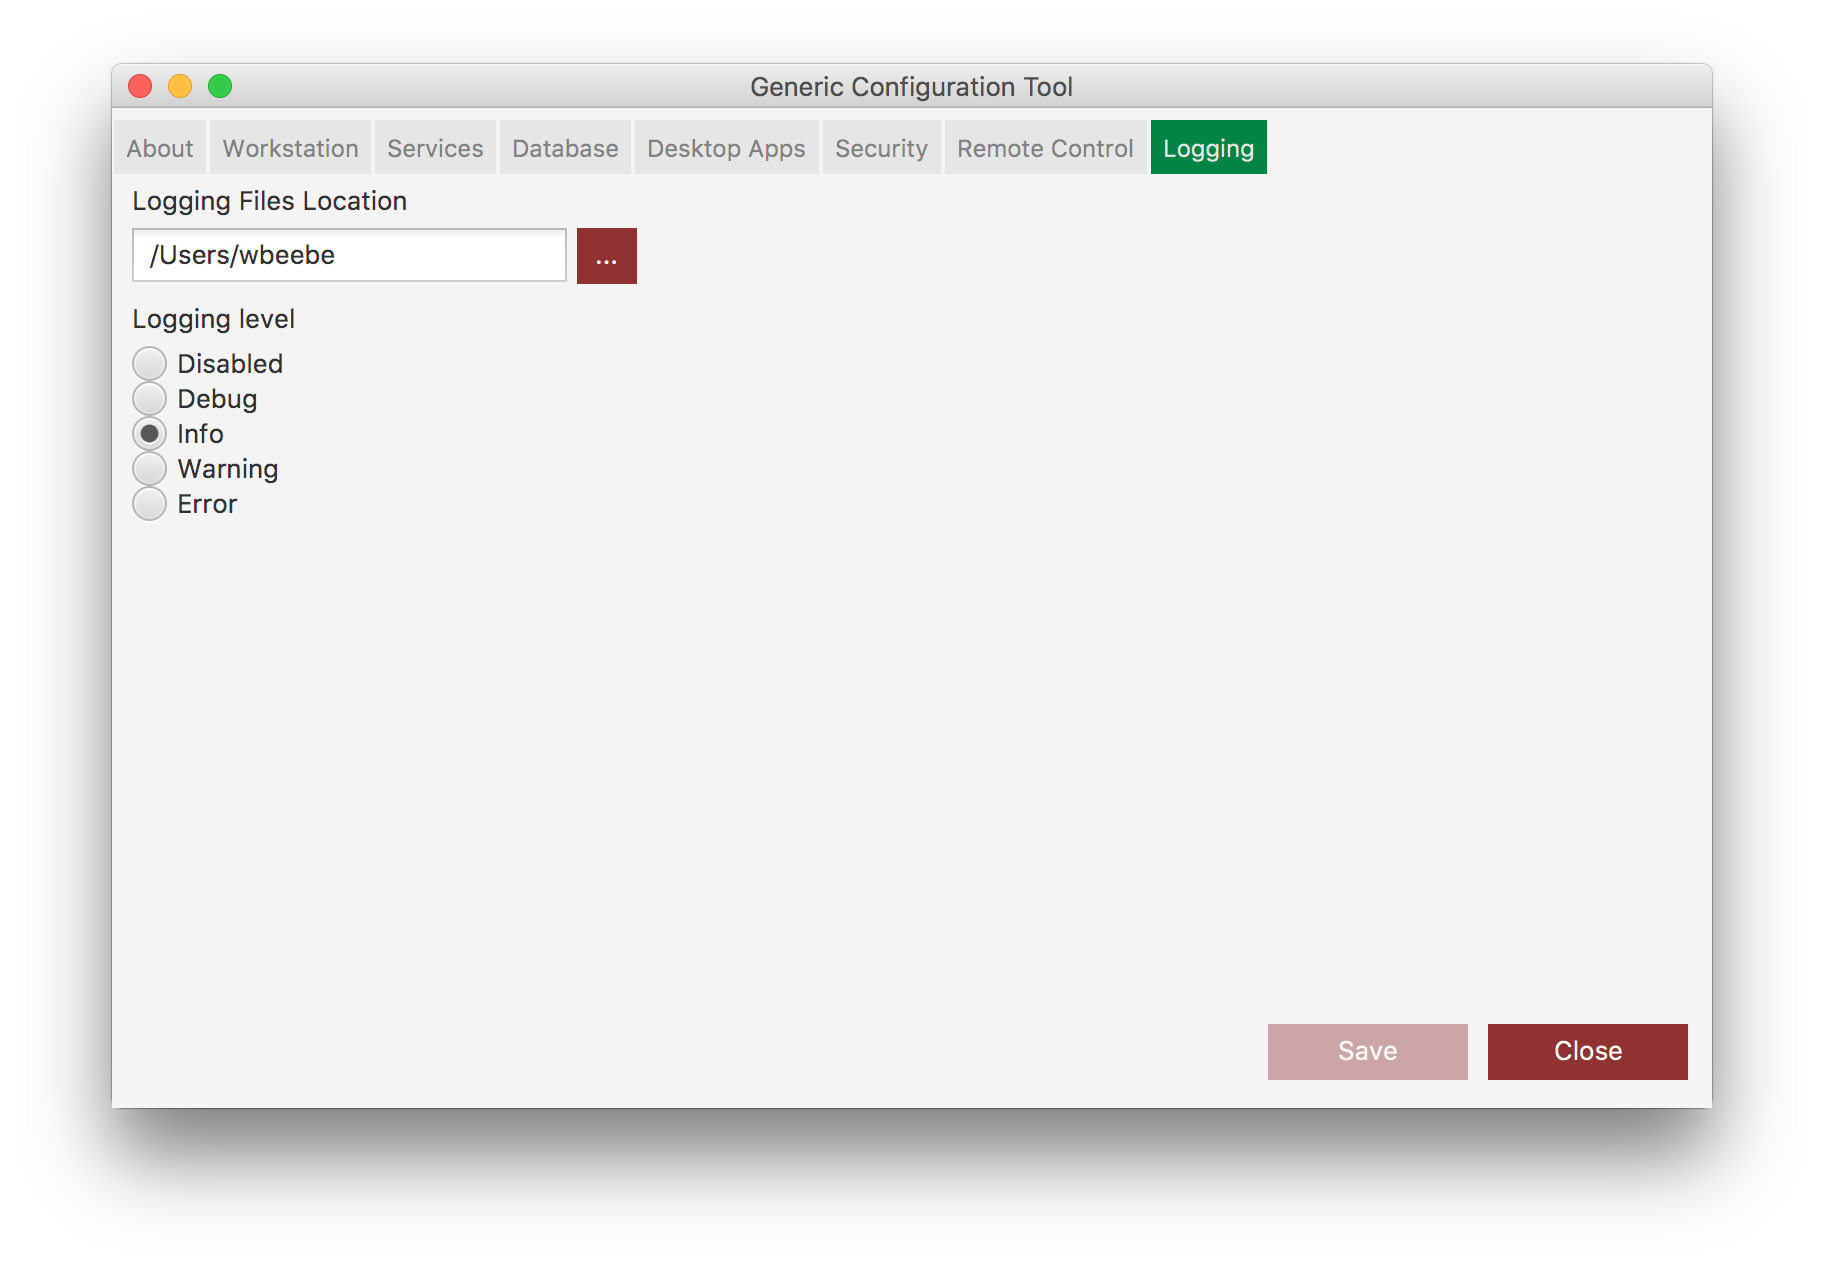 Generic Configuration Tool
About Workstation Services Database Desktop Apps Security Remote Control Logging
Logging Files Location
/Users/wbeebe ...
Logging level
Disabled
Debug
Info
Warning
Error
Save Close